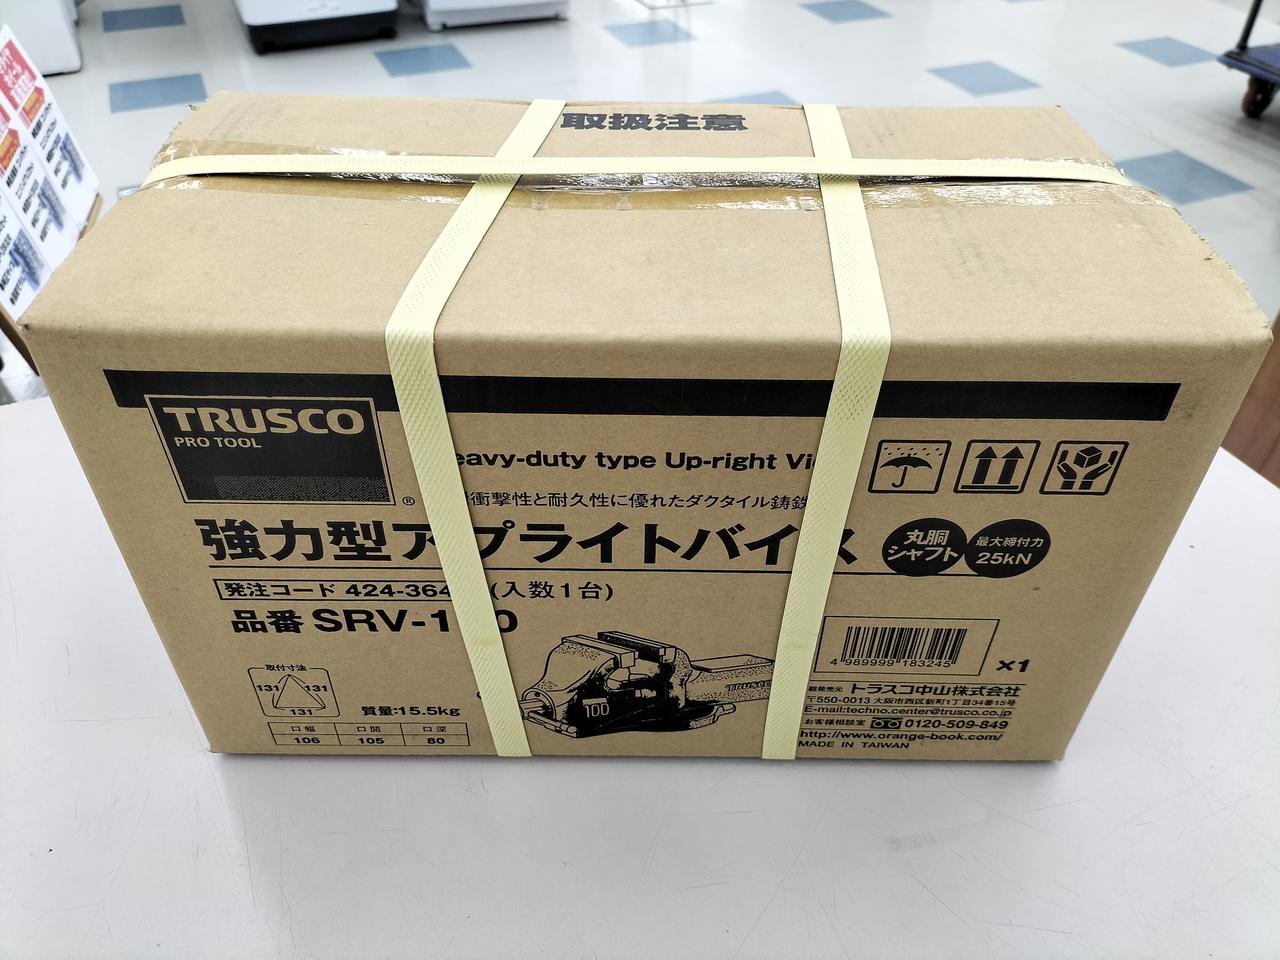 取扱注意
TRUSCO
PRO TOOL
®
eavy-duty type Up-right Vi
衝撃性と耐久性に優れたダクタイル鋳鉄
強力型アプライトバイス
丸胴
シャフト
最大締付力
25kN
発注コード 424-364 (入数1台)
品番 SRV-1 0
取付寸法
131 131
131
質量:15.5kg
口幅 口開 口深
106 105 80
100
TRUSCO
4 989999 183245
×1
発売元 トラスコ中山株式会社
〒550-0013 大阪市西区新町1丁目34番15号
E-mail:techno.center@trusco.co.jp
お客様相談室 0120-509-849
http://www.orange-book.com/
MADE IN TAIWAN